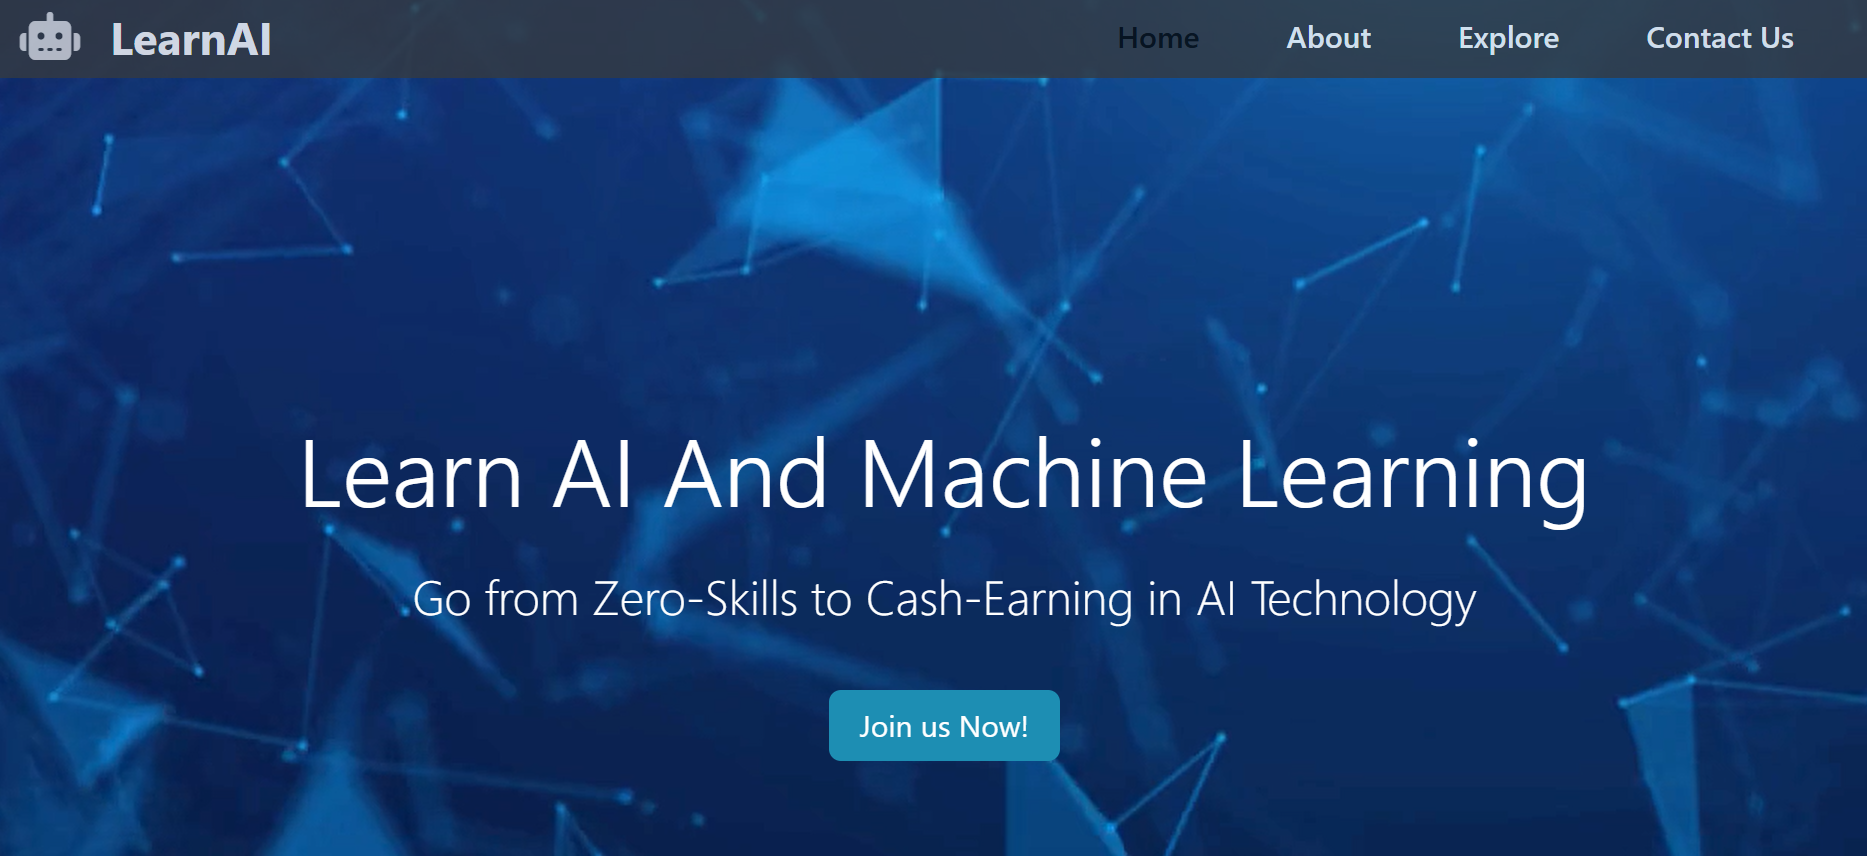 LearnAI
Home About Explore Contact Us
Learn AI And Machine Learning
Go from Zero-Skills to Cash-Earning in AI Technology
Join us Now!